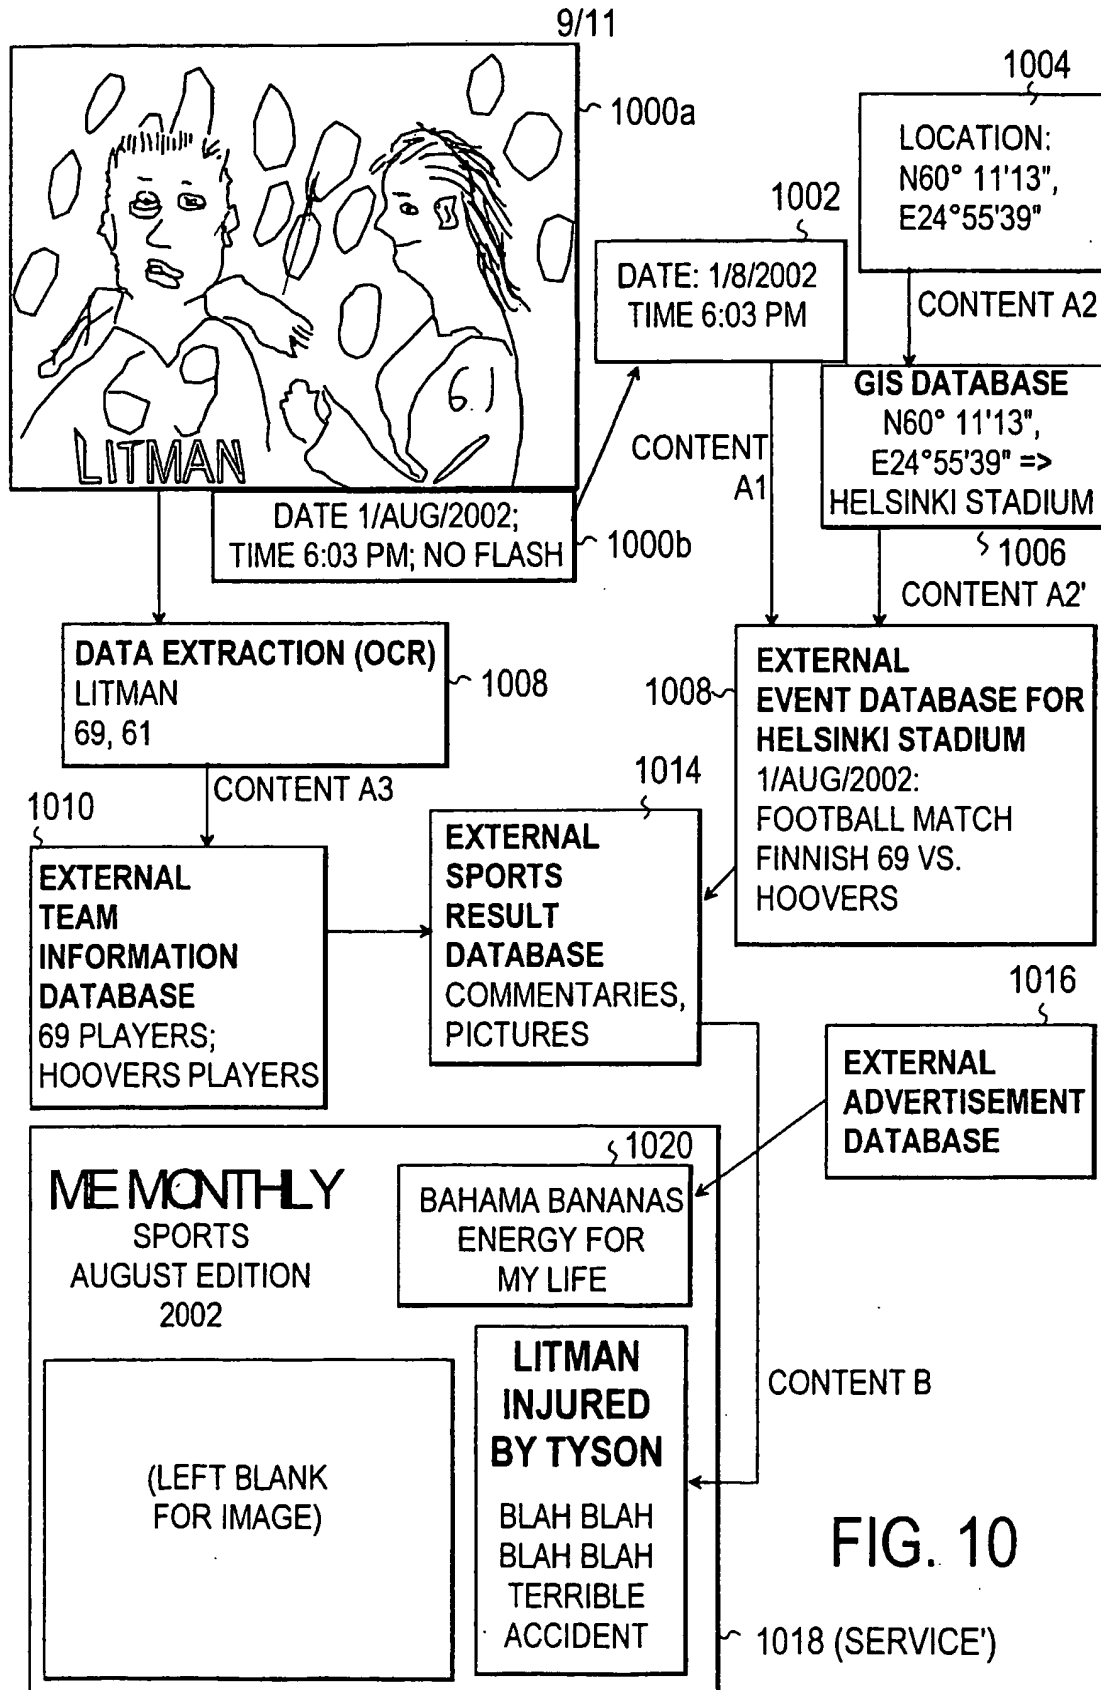 9/11
1000a
LITMAN
6.1
DATE 1/AUG/2002;
TIME 6:03 PM; NO FLASH
1000b
1002
DATE: 1/8/2002
TIME 6:03 PM
1004
LOCATION:
N60° 11'13",
E24°55'39"
CONTENT A2
GIS DATABASE
N60° 11'13",
E24°55'39" =>
HELSINKI STADIUM
1006
CONTENT
A1
CONTENT A2'
DATA EXTRACTION (OCR)
LITMAN
69, 61
1008
CONTENT A3
1008
EXTERNAL
EVENT DATABASE FOR
HELSINKI STADIUM
1/AUG/2002:
FOOTBALL MATCH
FINNISH 69 VS.
HOOVERS
1010
EXTERNAL
TEAM
INFORMATION
DATABASE
69 PLAYERS;
HOOVERS PLAYERS
1014
EXTERNAL
SPORTS
RESULT
DATABASE
COMMENTARIES,
PICTURES
1016
EXTERNAL
ADVERTISEMENT
DATABASE
ME MONTHLY
SPORTS
AUGUST EDITION
2002
1020
BAHAMA BANANAS
ENERGY FOR
MY LIFE
(LEFT BLANK
FOR IMAGE)
LITMAN
INJURED
BY TYSON
BLAH BLAH
BLAH BLAH
TERRIBLE
ACCIDENT
CONTENT B
1018 (SERVICE')
FIG. 10